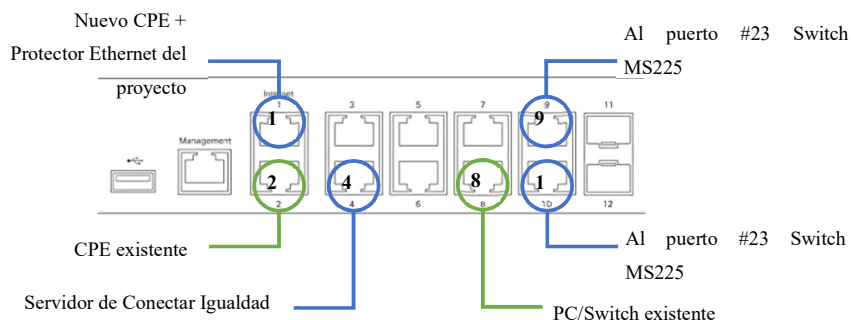 Nuevo CPE +
Protector Ethernet del
proyecto
Al puerto #23 Switch
MS225
Internet
1 3 5 7 9 11
1 9
Management
2 4 8 1
2 4 6 8 10 12
CPE existente
Al puerto #23 Switch
MS225
Servidor de Conectar Igualdad
PC/Switch existente